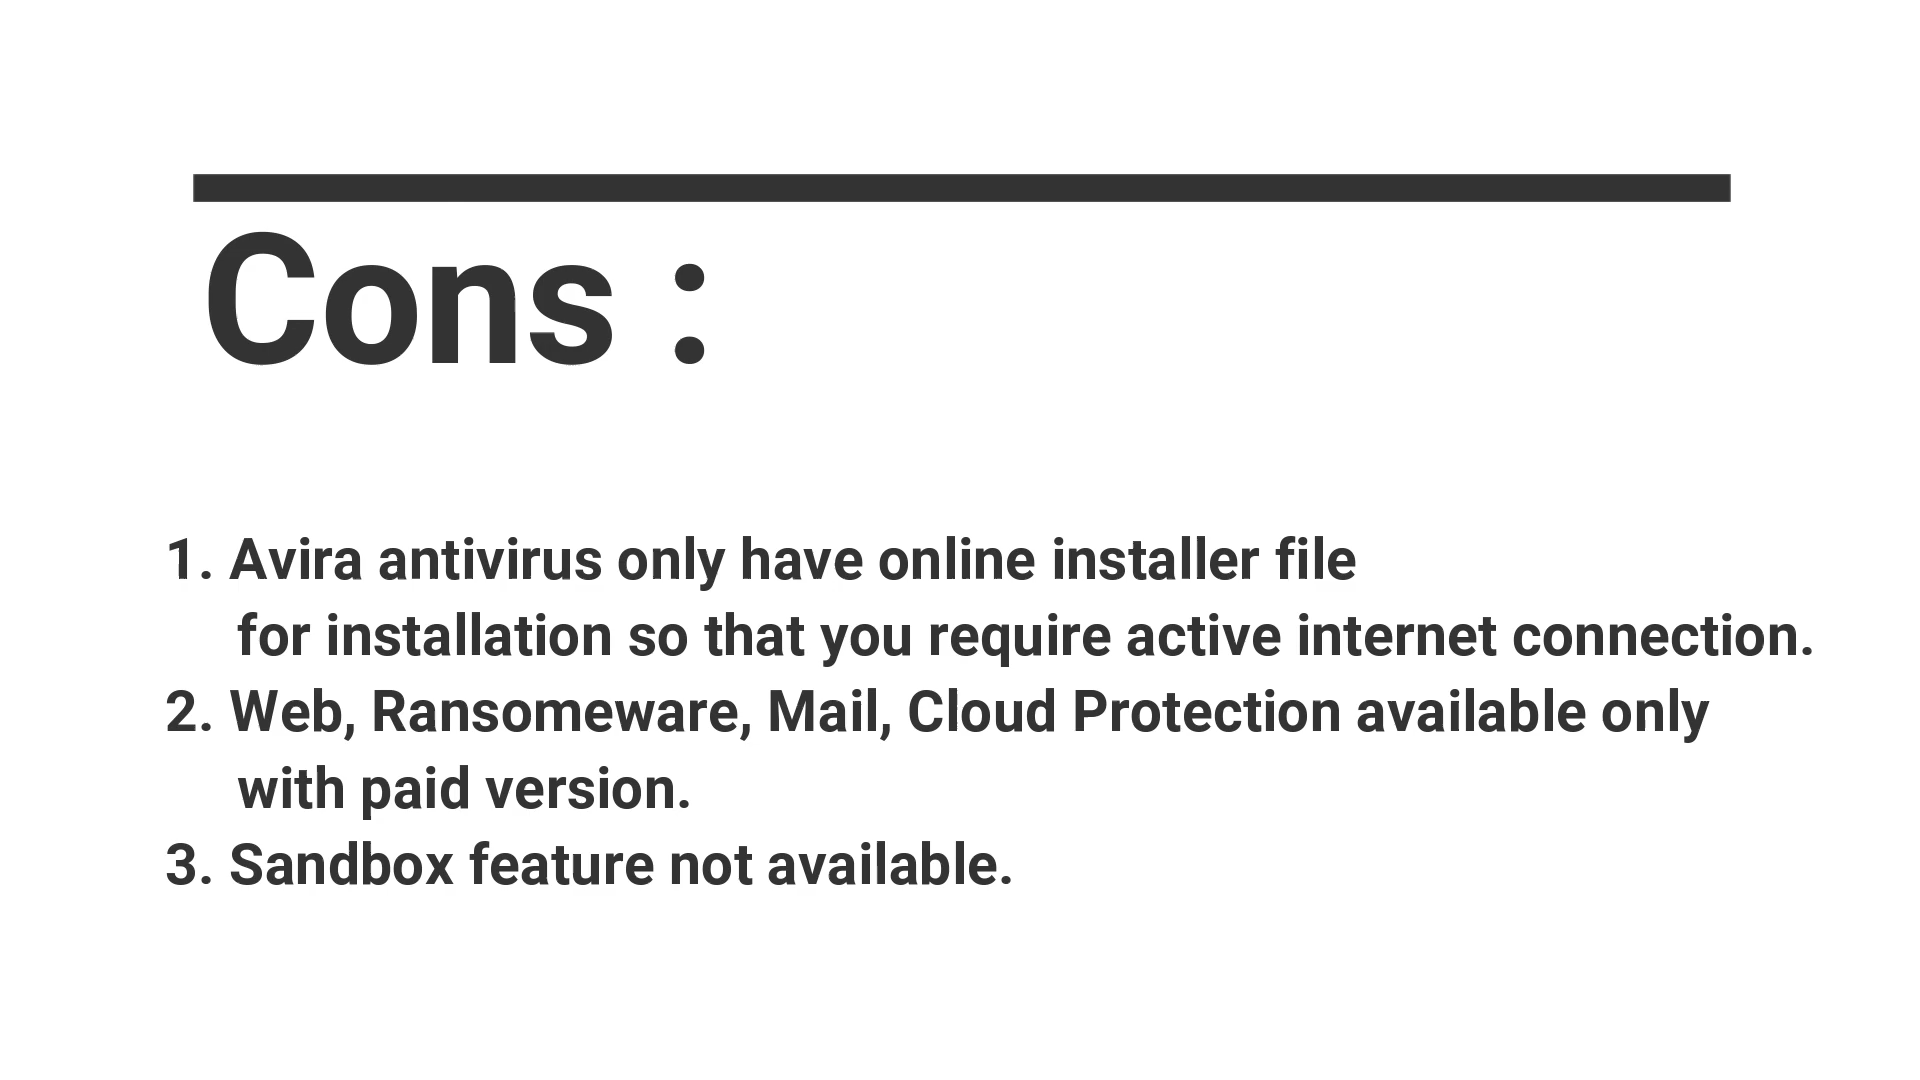 Cons :
1. Avira antivirus only have online installer file
for installation so that you require active internet connection.
2. Web, Ransomeware, Mail, Cloud Protection available only
with paid version.
3. Sandbox feature not available.